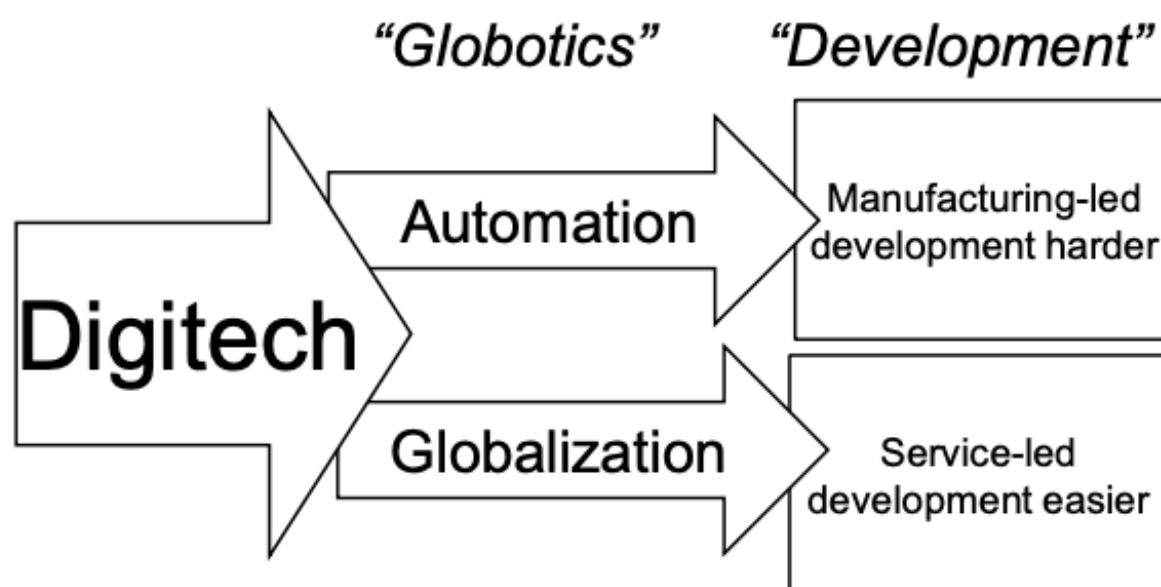 “Globotics”
“Development”
Digitech
Automation
Manufacturing-led
development harder
Globalization
Service-led
development easier